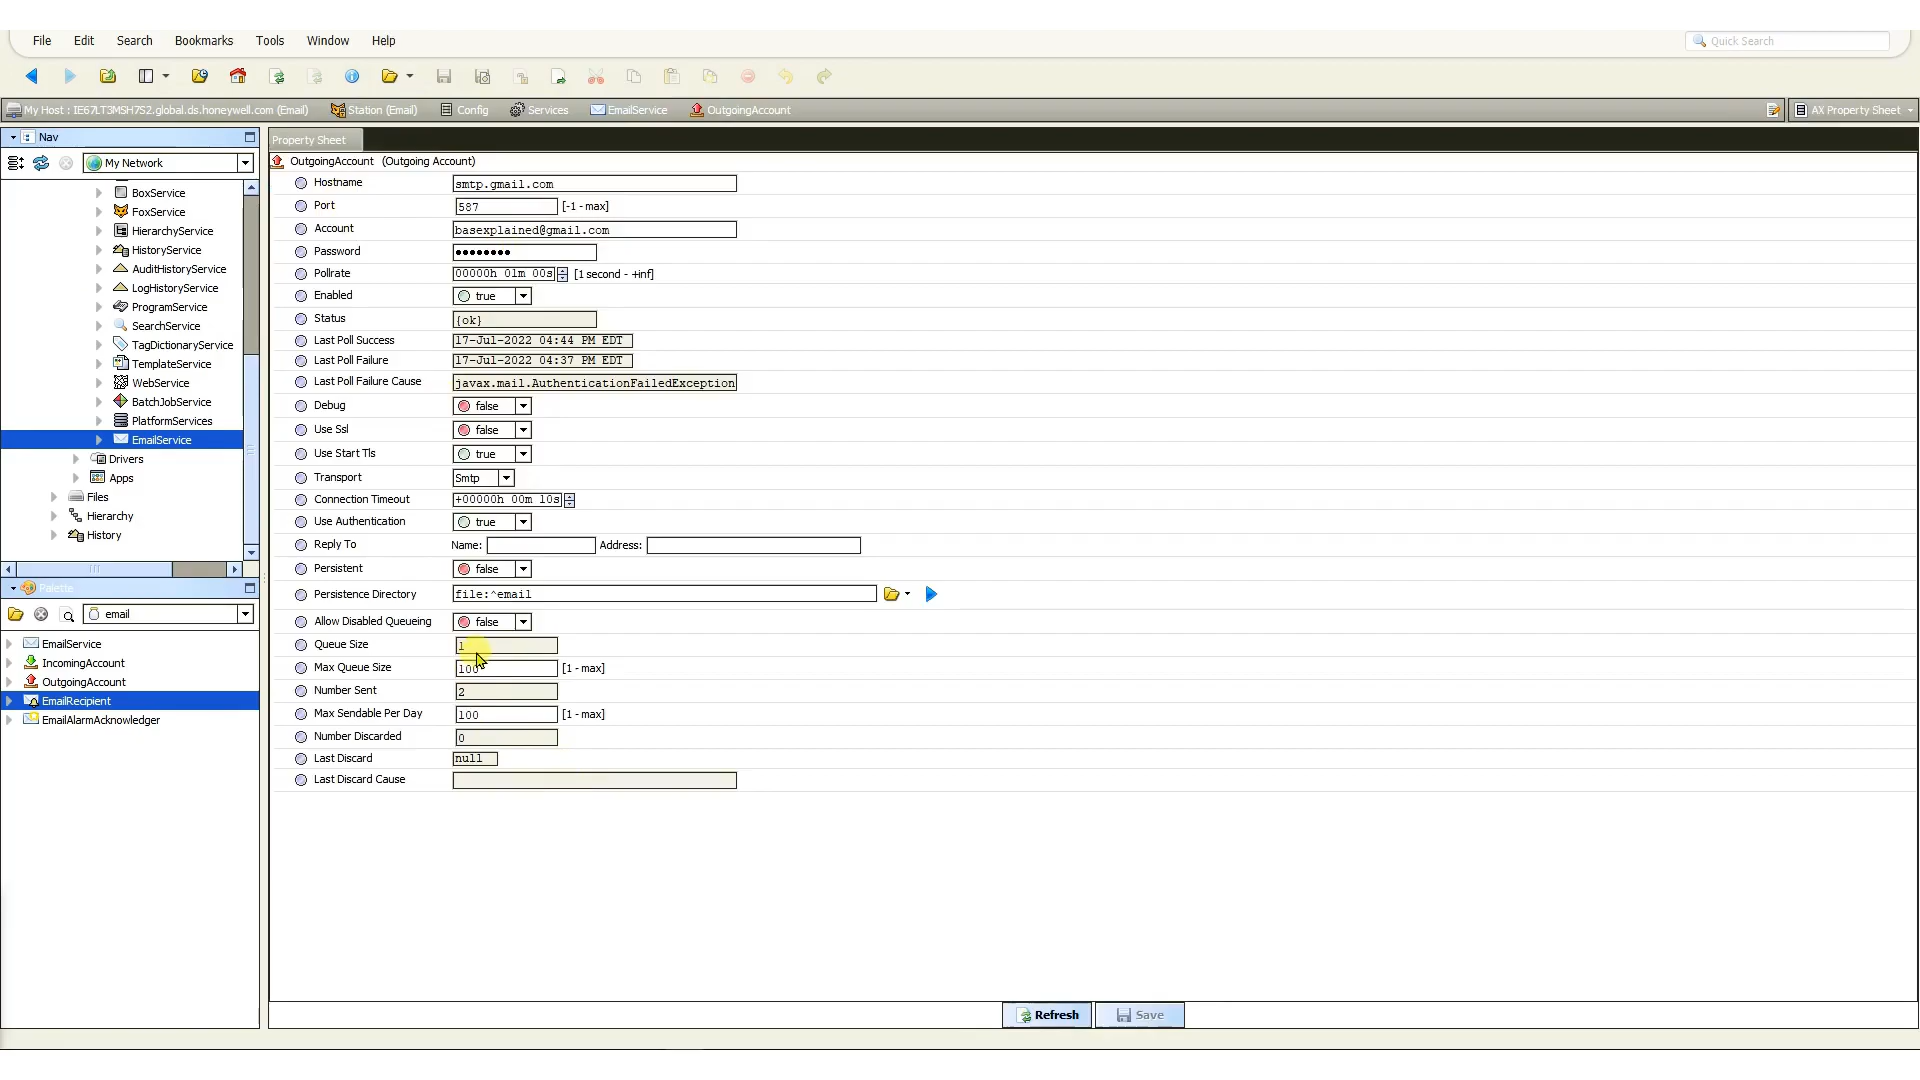 File Edit Search Bookmarks Tools Window Help Quick Search
My Host : IE67LT3MSH7S2.global.ds.honeywell.com (Email) Station (Email) Config Services EmailService OutgoingAccount AX Property Sheet
Nav
My Network
BoxService
FoxService
HierarchyService
HistoryService
AuditHistoryService
LogHistoryService
ProgramService
SearchService
TagDictionaryService
TemplateService
WebService
BatchJobService
PlatformServices
EmailService
Drivers
Apps
Files
Hierarchy
History
Palette
email
EmailService
IncomingAccount
OutgoingAccount
EmailRecipient
EmailAlarmAcknowledger
Property Sheet
OutgoingAccount (Outgoing Account)
Hostname smtp.gmail.com
Port 587 [-1 - max]
Account basexplained@gmail.com
Password ●●●●●●●●
Pollrate 00000h 01m 00s [1 second - +inf]
Enabled true
Status {ok}
Last Poll Success 17-Jul-2022 04:44 PM EDT
Last Poll Failure 17-Jul-2022 04:37 PM EDT
Last Poll Failure Cause javax.mail.AuthenticationFailedException
Debug false
Use Ssl false
Use Start Tls true
Transport Smtp
Connection Timeout +00000h 00m 10s
Use Authentication true
Reply To Name: Address:
Persistent false
Persistence Directory file:^email
Allow Disabled Queueing false
Queue Size 1
Max Queue Size 100 [1 - max]
Number Sent 2
Max Sendable Per Day 100 [1 - max]
Number Discarded 0
Last Discard null
Last Discard Cause
Refresh Save